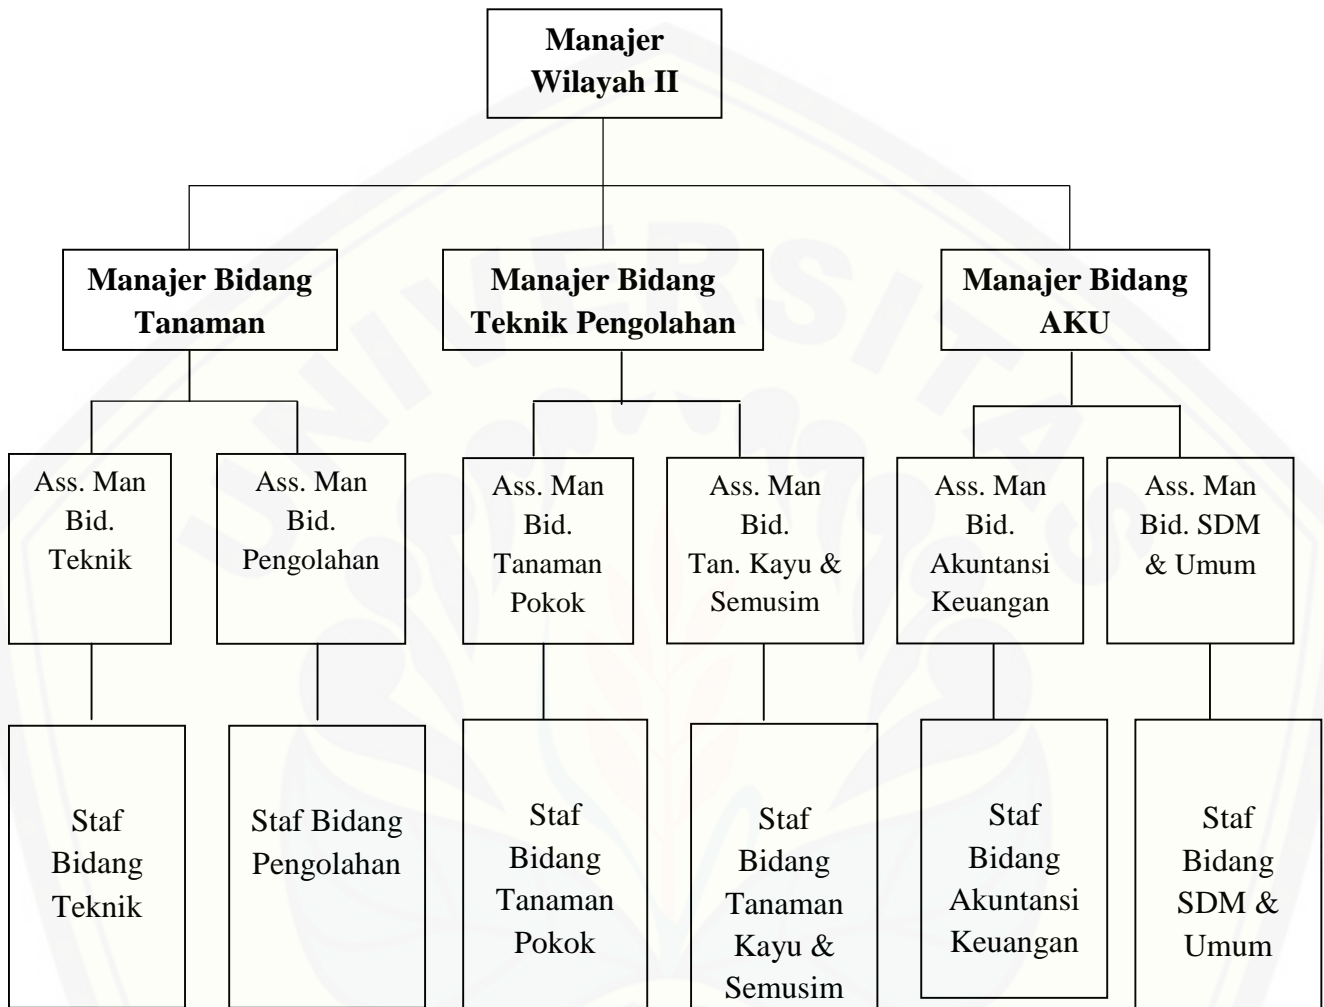 Manajer
Wilayah II
Manajer Bidang
Tanaman
Manajer Bidang
Teknik Pengolahan
Manajer Bidang
AKU
Ass. Man
Bid.
Teknik
Ass. Man
Bid.
Pengolahan
Ass. Man
Bid.
Tanaman
Pokok
Ass. Man
Bid.
Tan. Kayu &
Semusim
Ass. Man
Bid.
Akuntansi
Keuangan
Ass. Man
Bid. SDM
& Umum
Staf
Bidang
Teknik
Staf Bidang
Pengolahan
Staf
Bidang
Tanaman
Pokok
Staf
Bidang
Tanaman
Kayu &
Semusim
Staf
Bidang
Akuntansi
Keuangan
Staf
Bidang
SDM &
Umum
UNIVERSITAS